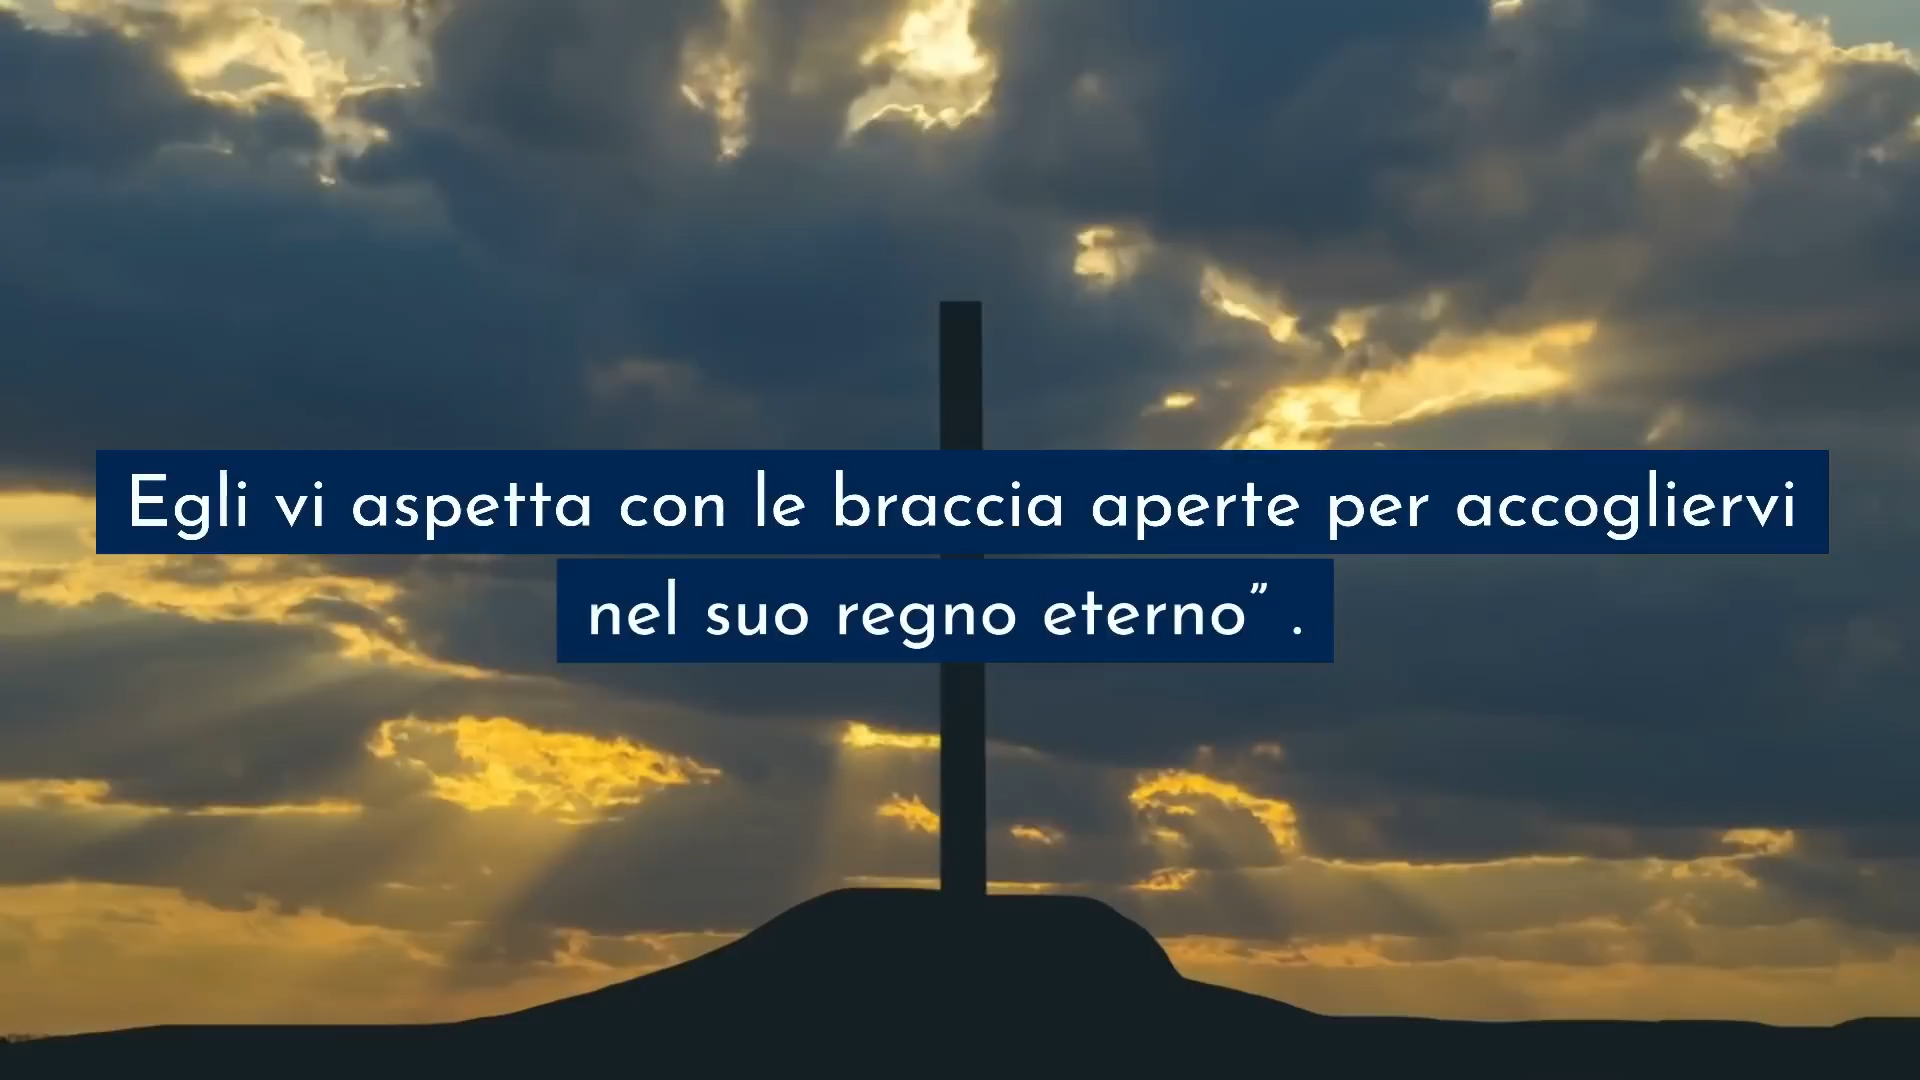 Egli vi aspetta con le braccia aperte per accogliervi
nel suo regno eterno” .